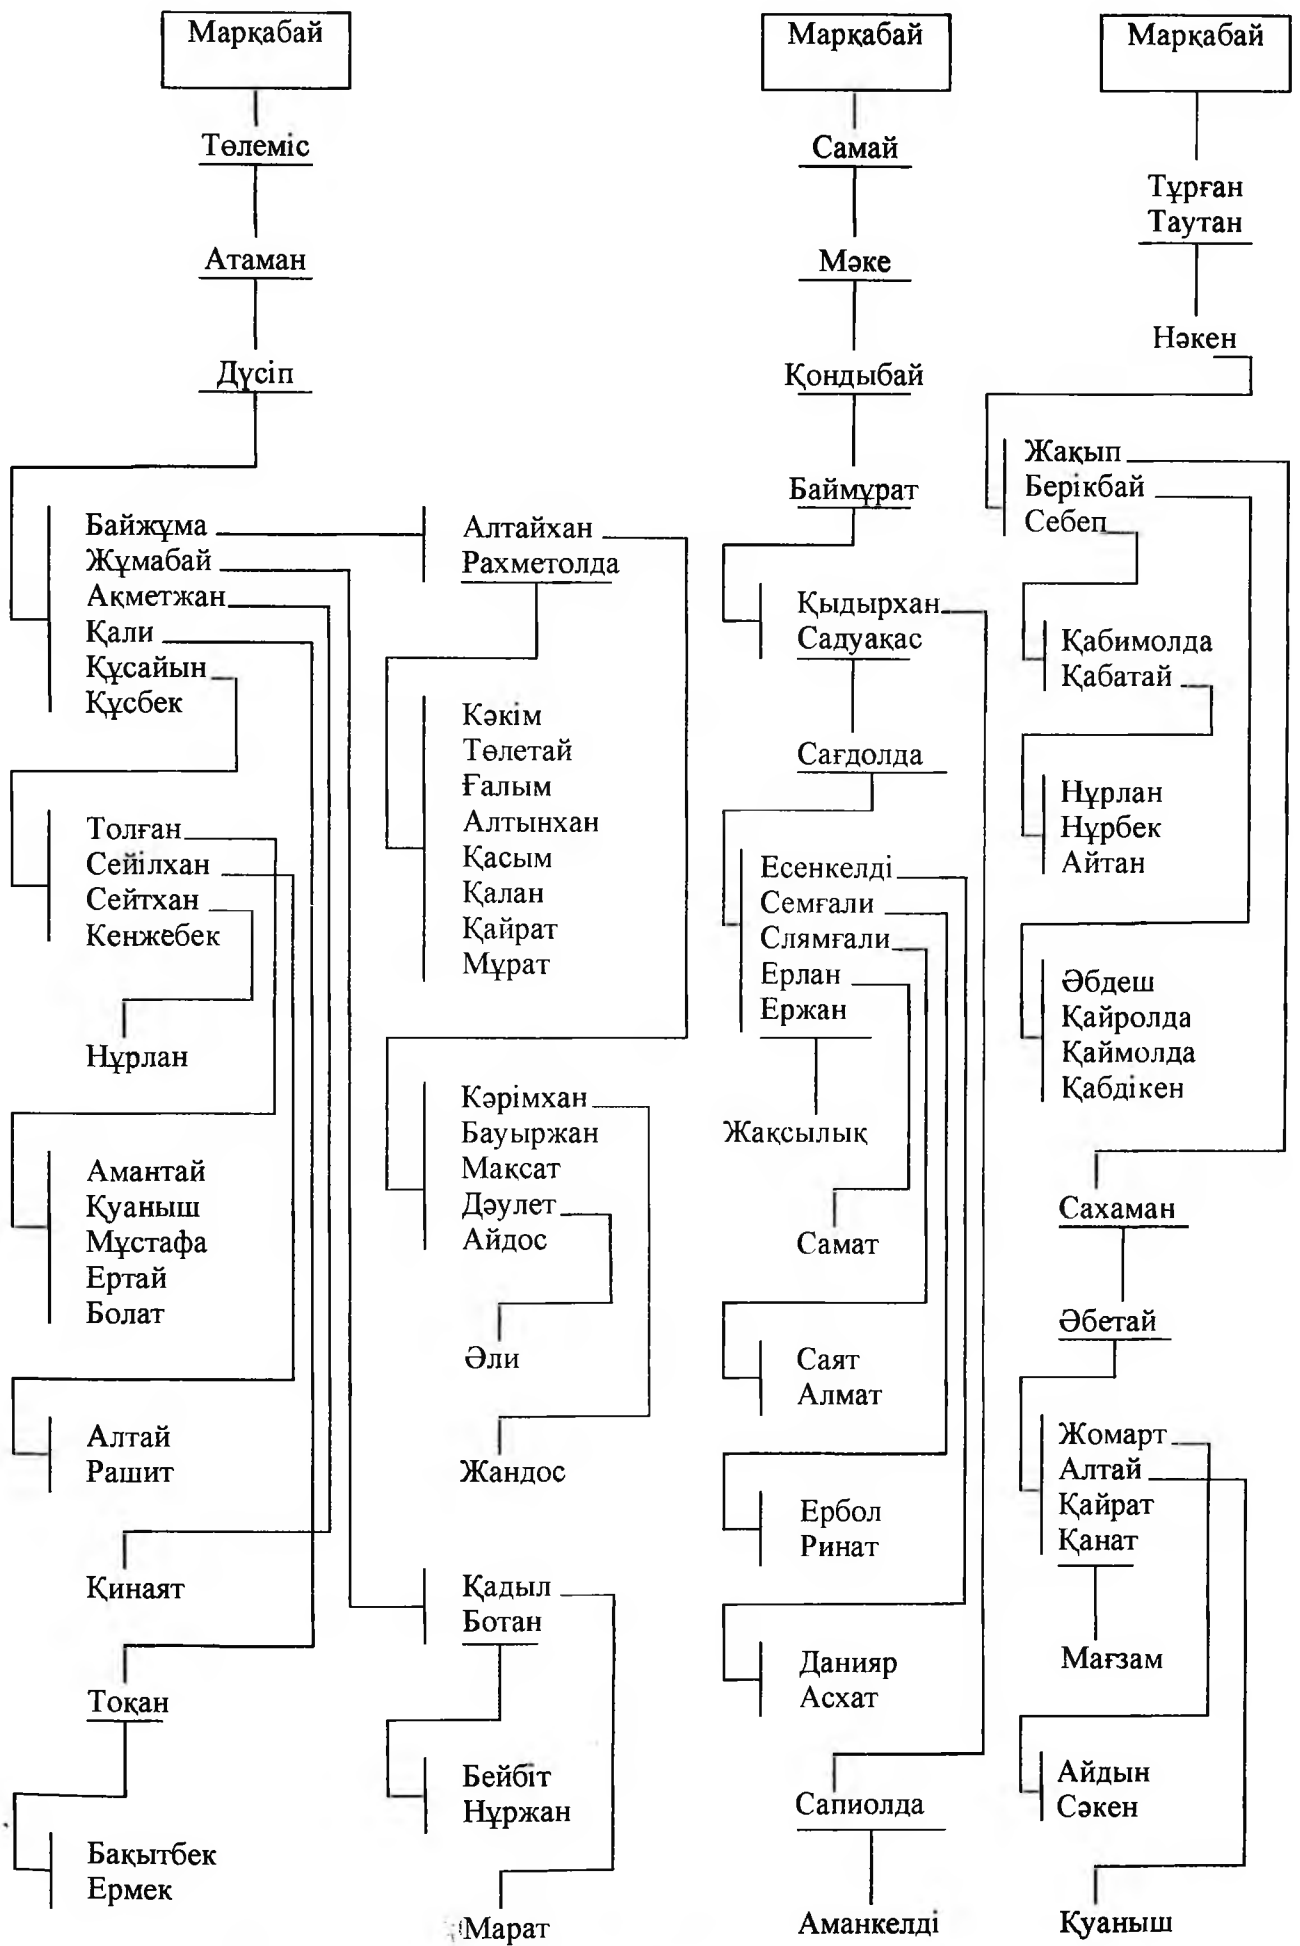 Марқабай
Төлеміс
Атаман
Дүсіп
Байжұма
Жұмабай
Ақметжан
Қали
Құсайын
Құсбек
Толған
Сейілхан
Сейтхан
Кенжебек
Нұрлан
Амантай
Қуаныш
Мұстафа
Ертай
Болат
Алтай
Рашит
Қинаят
Тоқан
Бақытбек
Ермек
Алтайхан
Рахметолда
Кәкім
Төлетай
Ғалым
Алтынхан
Қасым
Қалан
Қайрат
Мұрат
Кәрімхан
Бауыржан
Мақсат
Дәулет
Айдос
Әли
Жандос
Қадыл
Ботан
Бейбіт
Нұржан
Марат
Марқабай
Самай
Мәке
Қондыбай
Баймұрат
Қыдырхан
Садуақас
Сағдолда
Есенкелді
Семғали
Слямғали
Ерлан
Ержан
Жақсылық
Самат
Саят
Алмат
Ербол
Ринат
Данияр
Асхат
Сапиолда
Аманкелді
Марқабай
Тұрған
Таутан
Нәкен
Жақып
Берікбай
Себеп
Қабимолда
Қабатай
Нұрлан
Нұрбек
Айтан
Әбдеш
Қайролда
Қаймолда
Қабдікен
Сахаман
Әбетай
Жомарт
Алтай
Қайрат
Қанат
Мағзам
Айдын
Сәкен
Қуаныш